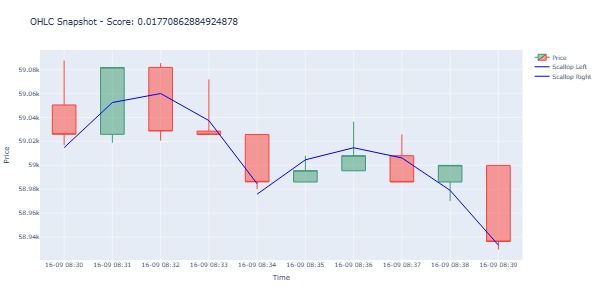 OHLC Snapshot - Score: 0.01770862884924878
59.08k
59.06k
59.04k
59.02k
59k
58.98k
58.96k
58.94k
Price
16-09 08:30 16-09 08:31 16-09 08:32 16-09 08:33 16-09 08:34 16-09 08:35 16-09 08:36 16-09 08:37 16-09 08:38 16-09 08:39
Time
Price
Scallop Left
Scallop Right